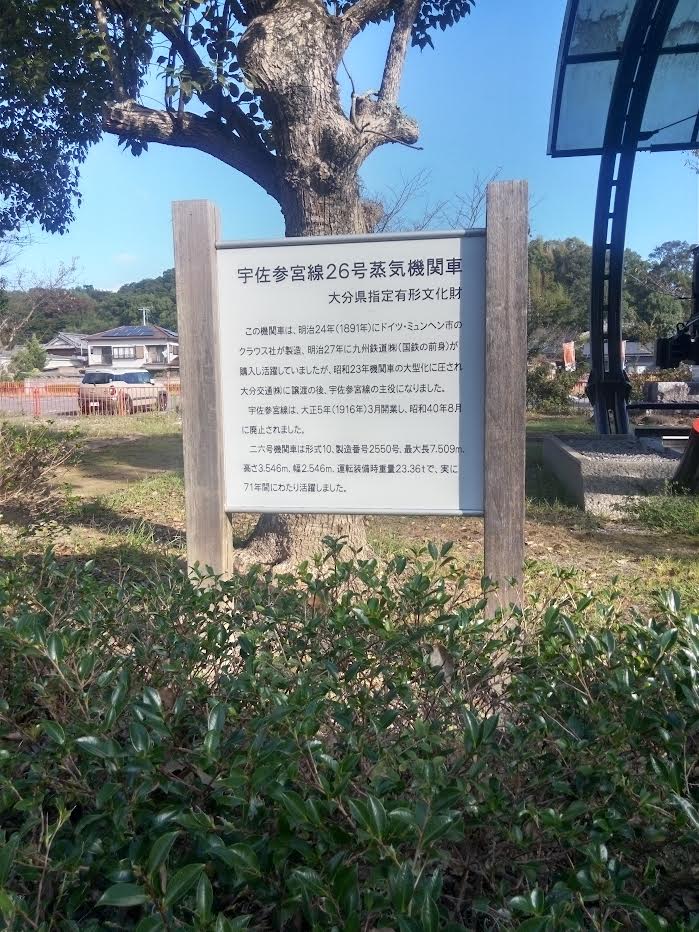 宇佐参宮線26号蒸気機関車
大分県指定有形文化財
この機関車は、明治24年(1891年)にドイツ・ミュンヘン市の
クラウス社が製造、明治27年に九州鉄道㈱(国鉄の前身)が
購入し活躍していましたが、昭和23年機関車の大型化に圧され
大分交通㈱に譲渡の後、宇佐参宮線の主役になりました。
宇佐参宮線は、大正5年(1916年)3月開業し、昭和40年8月
に廃止されました。
二六号機関車は形式10、製造番号2550号、最大長7.509m、
高さ3.546m、幅2.546m、運転装備時重量23.36tで、実に
71年間にわたり活躍しました。